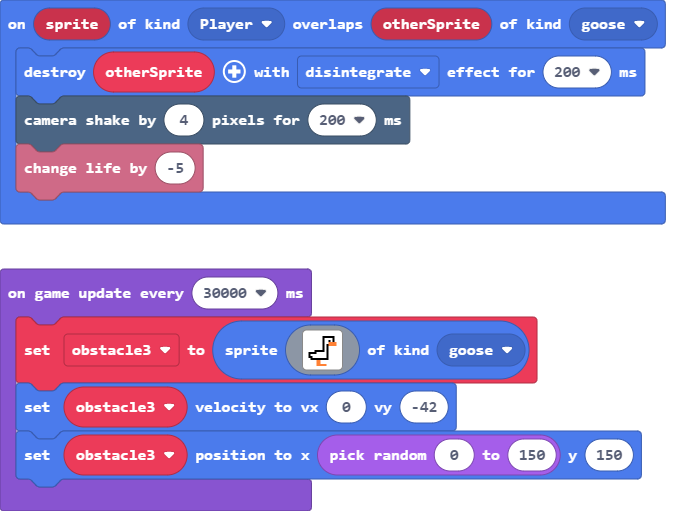 on sprite of kind Player overlaps otherSprite of kind goose
destroy otherSprite with disintegrate effect for 200 ms
camera shake by 4 pixels for 200 ms
change life by -5
on game update every 30000 ms
set obstacle3 to sprite of kind goose
set obstacle3 velocity to vx 0 vy -42
set obstacle3 position to x pick random 0 to 150 y 150